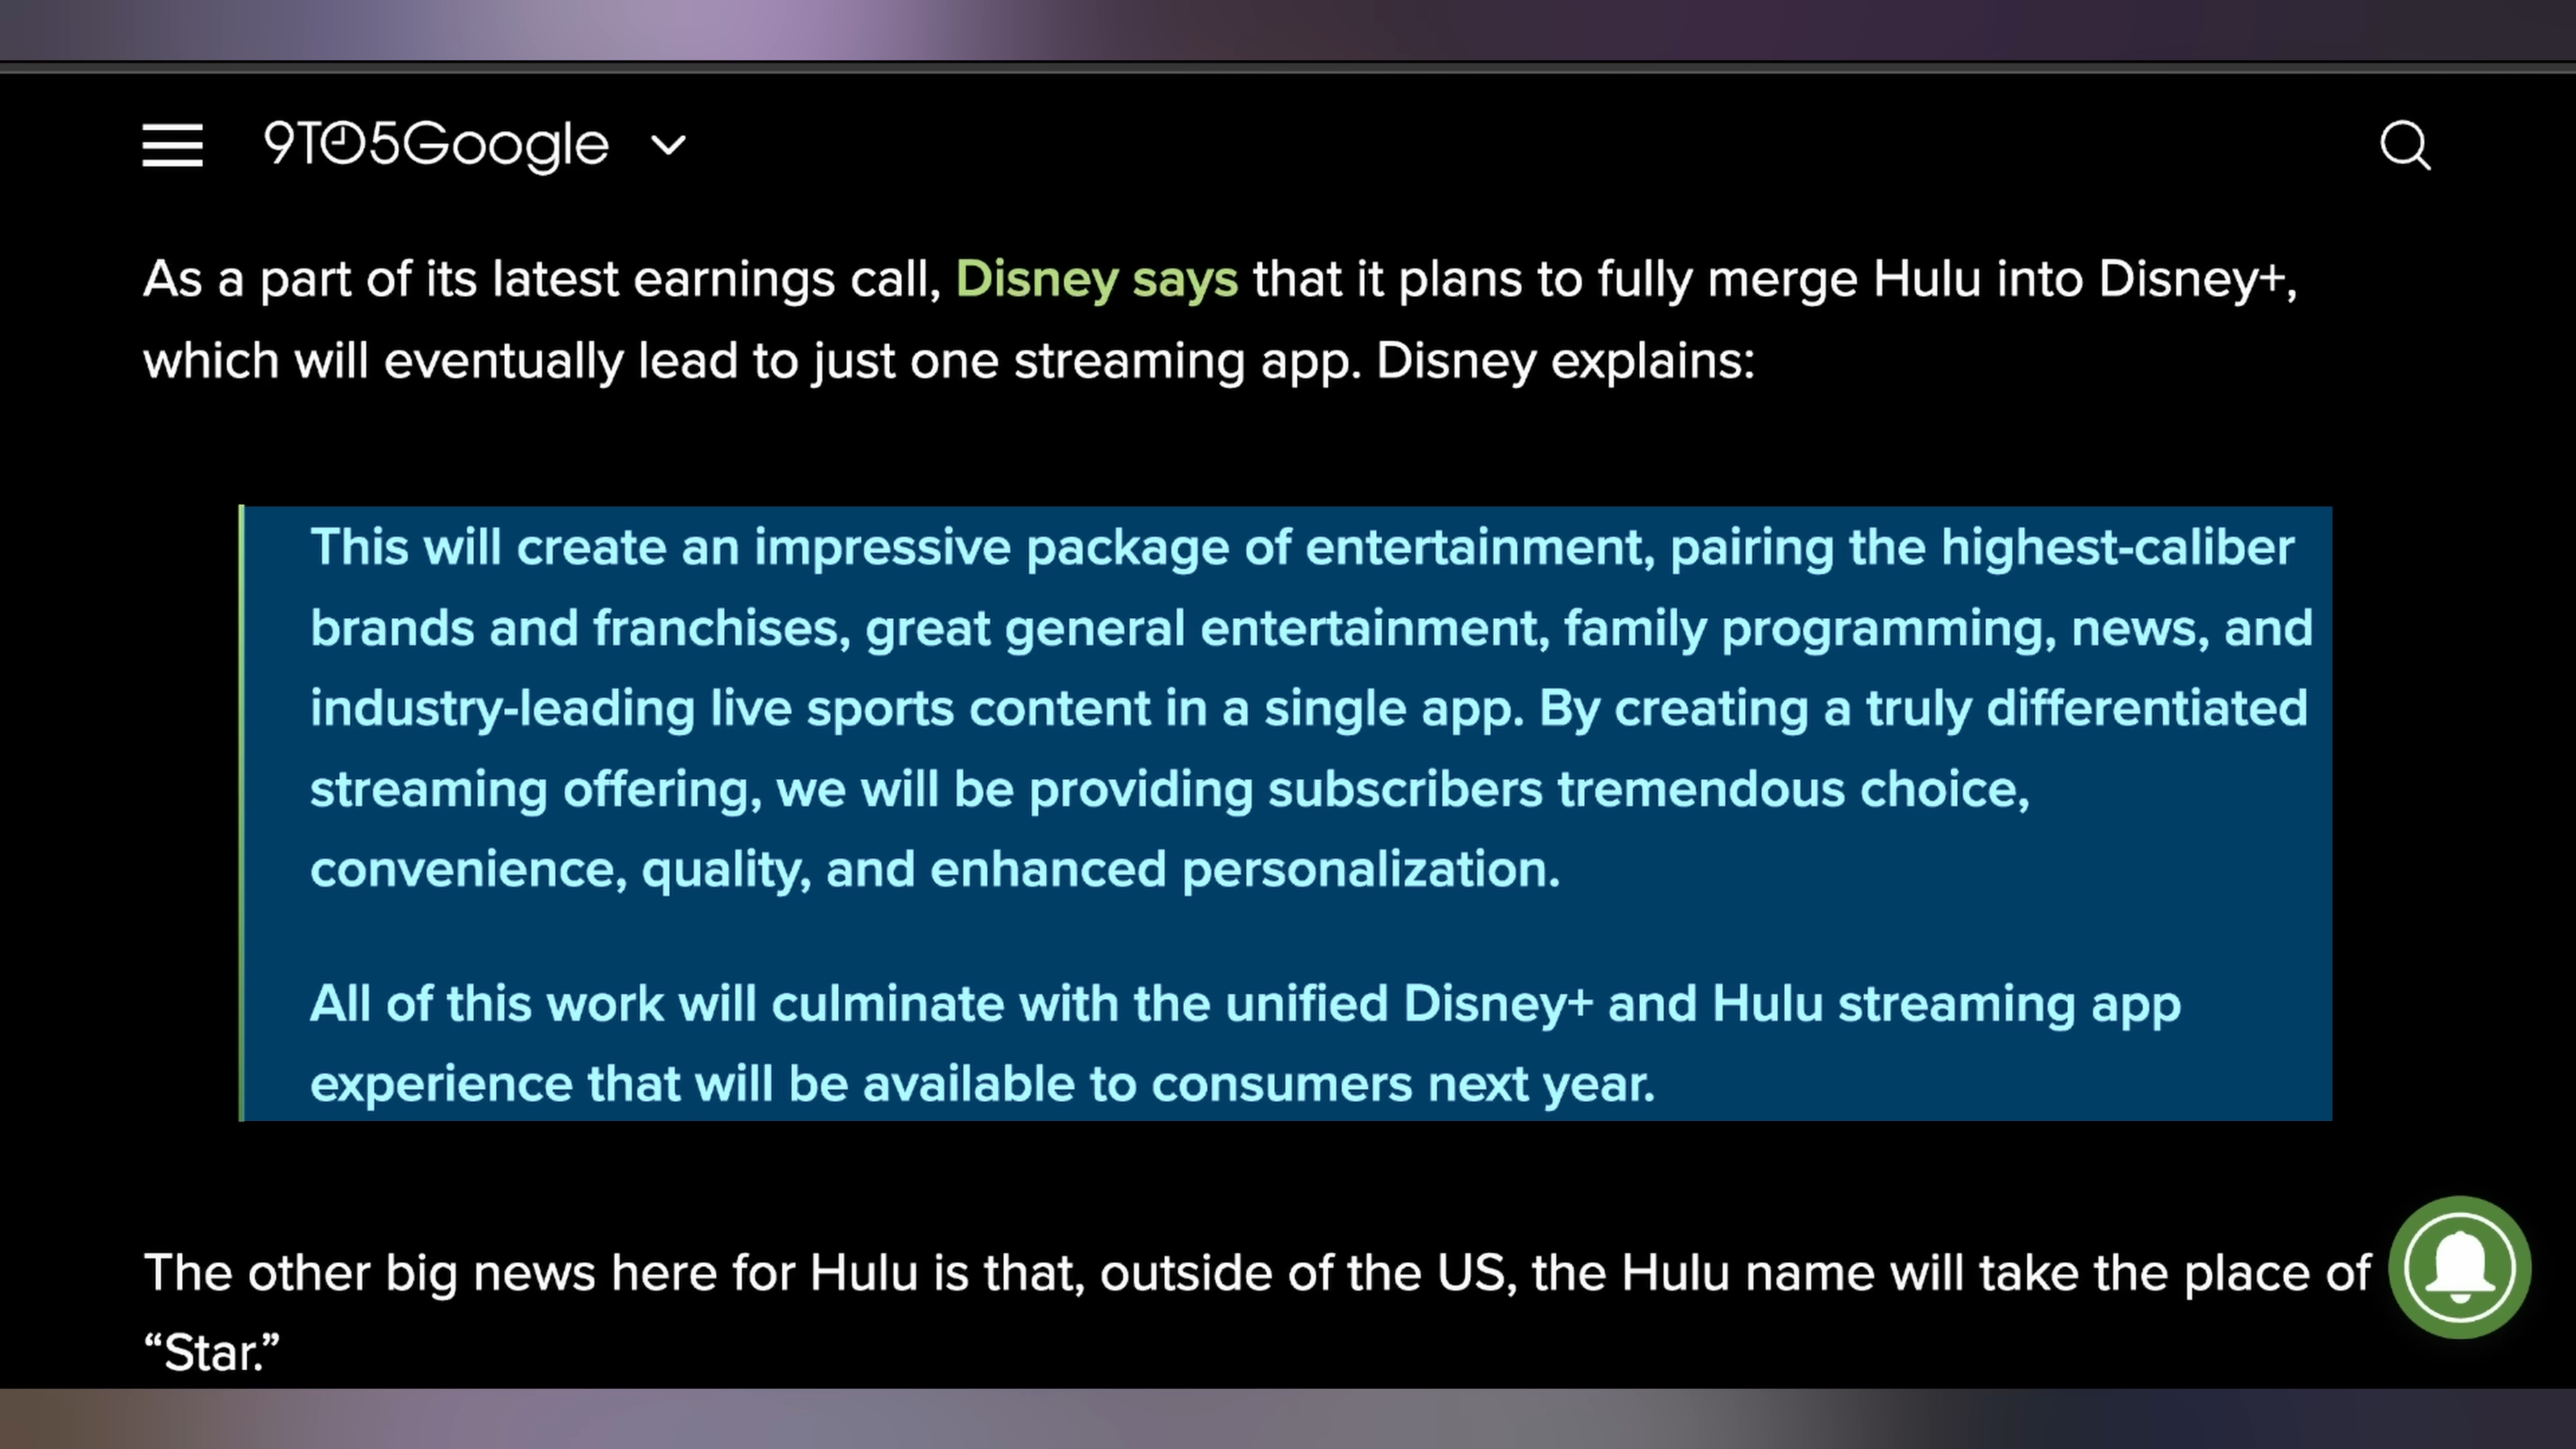 9TO5Google
As a part of its latest earnings call, Disney says that it plans to fully merge Hulu into Disney+,
which will eventually lead to just one streaming app. Disney explains:
This will create an impressive package of entertainment, pairing the highest-caliber
brands and franchises, great general entertainment, family programming, news, and
industry-leading live sports content in a single app. By creating a truly differentiated
streaming offering, we will be providing subscribers tremendous choice,
convenience, quality, and enhanced personalization.
All of this work will culminate with the unified Disney+ and Hulu streaming app
experience that will be available to consumers next year.
The other big news here for Hulu is that, outside of the US, the Hulu name will take the place of
“Star.”